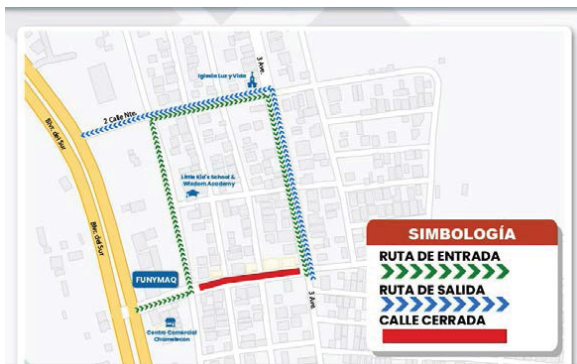 3 Ave.
Iglesia Luz y Vida
2 Calle Nte.
Blvr. del Sur
Little Kid's School &
Wisdom Academy
Blvr. del Sur
FUNYMAQ
3 Ave.
Centro Comercial
Chamelecon
SIMBOLOGÍA
RUTA DE ENTRADA
RUTA DE SALIDA
CALLE CERRADA